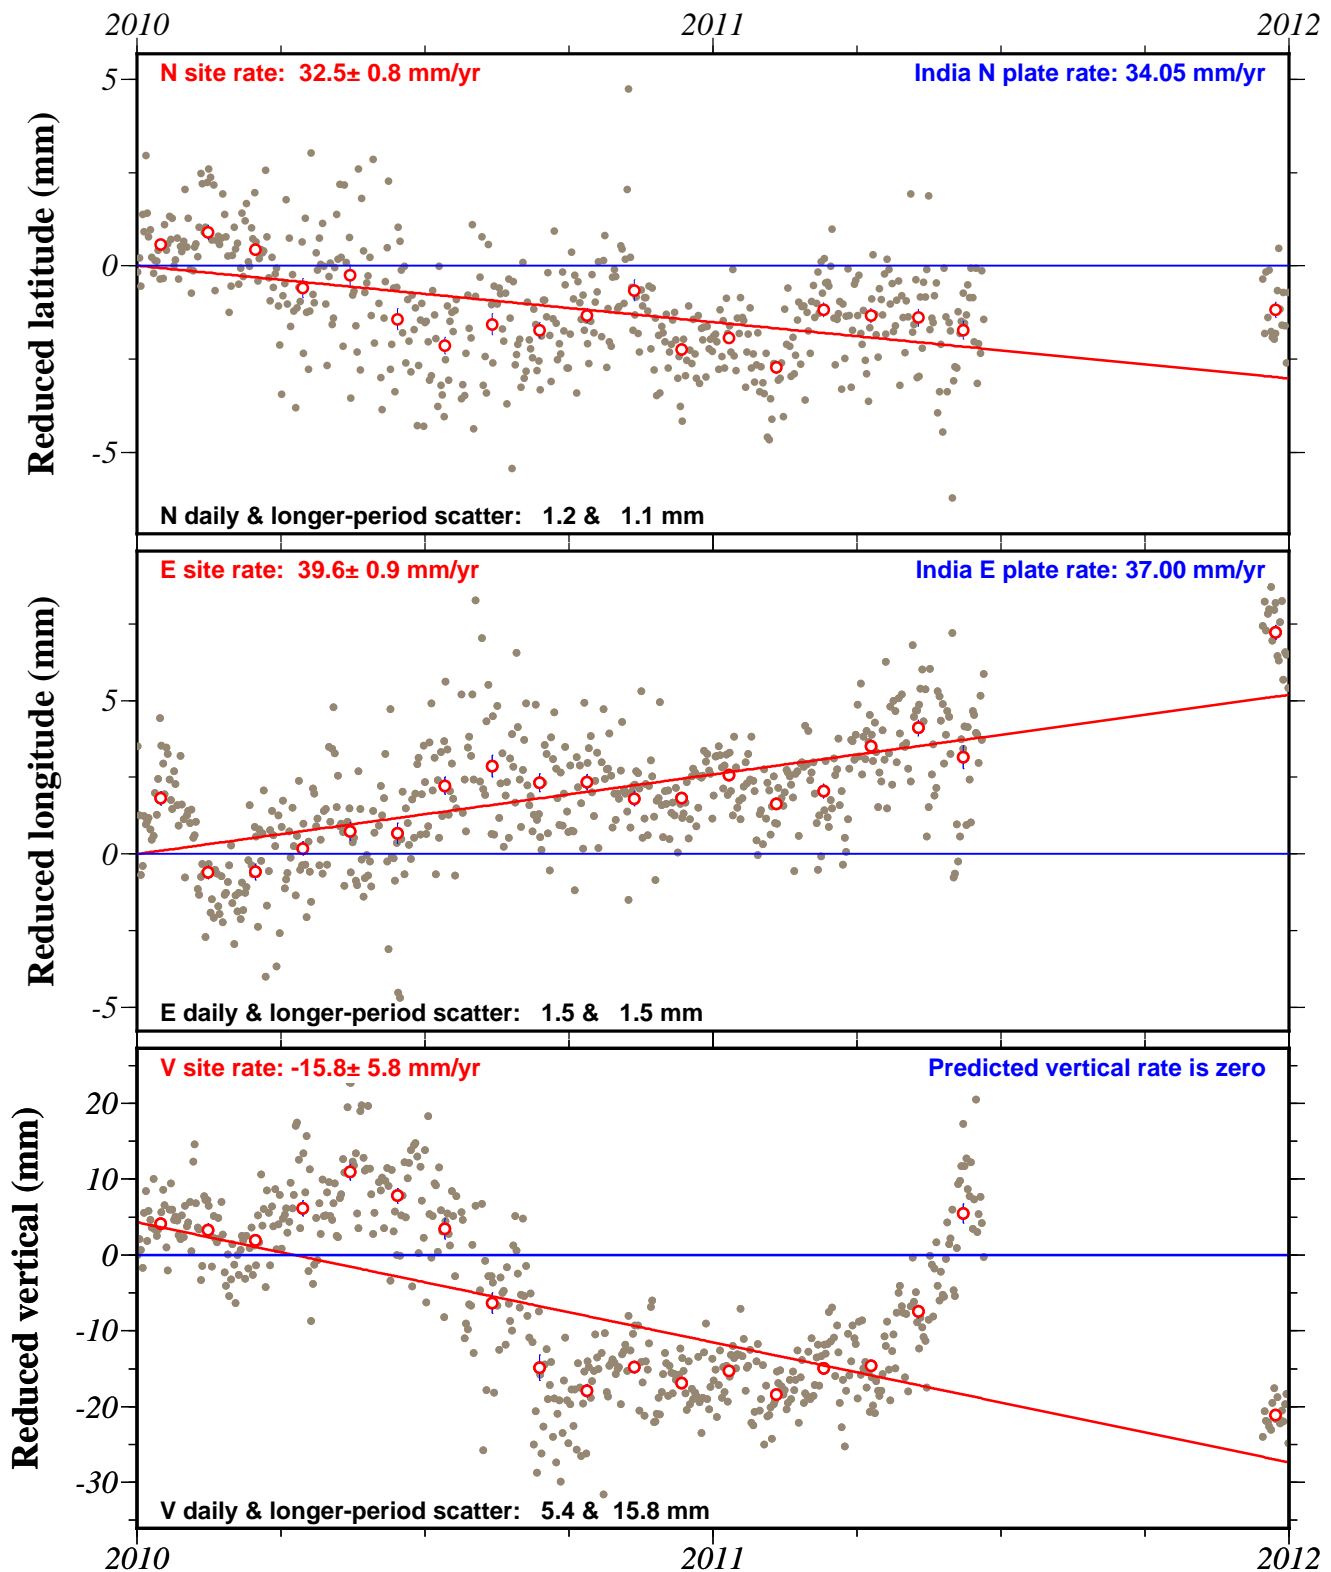 2010 2011 2012
N site rate: 32.5± 0.8 mm/yr India N plate rate: 34.05 mm/yr
Reduced latitude (mm)
5
0
-5
N daily & longer-period scatter: 1.2 & 1.1 mm
E site rate: 39.6± 0.9 mm/yr India E plate rate: 37.00 mm/yr
Reduced longitude (mm)
5
0
-5
E daily & longer-period scatter: 1.5 & 1.5 mm
V site rate: -15.8± 5.8 mm/yr Predicted vertical rate is zero
Reduced vertical (mm)
20
10
0
-10
-20
-30
V daily & longer-period scatter: 5.4 & 15.8 mm
2010 2011 2012